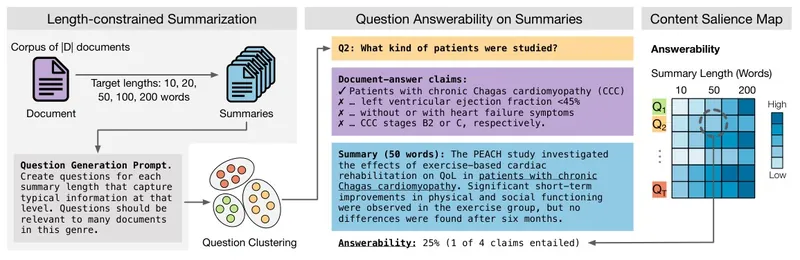 Length-constrained Summarization
Corpus of |D| documents
Target lengths: 10, 20,
50, 100, 200 words
Document
Summaries
Question Generation Prompt.
Create questions for each
summary length that capture
typical information at that
level. Questions should be
relevant to many documents
in this genre.
Question Clustering
Question Answerability on Summaries
Q2: What kind of patients were studied?
Document-answer claims:
✓ Patients with chronic Chagas cardiomyopathy (CCC)
✗ … left ventricular ejection fraction <45%
✗ … without or with heart failure symptoms
✗ … CCC stages B2 or C, respectively.
Summary (50 words): The PEACH study investigated
the effects of exercise-based cardiac
rehabilitation on QoL in patients with chronic
Chagas cardiomyopathy. Significant short-term
improvements in physical and social functioning
were observed in the exercise group, but no
differences were found after six months.
Answerability: 25% (1 of 4 claims entailed)
Content Salience Map
Answerability
Summary Length (Words)
10 50 200
Q1
Q2
⋮
QT
High
Low